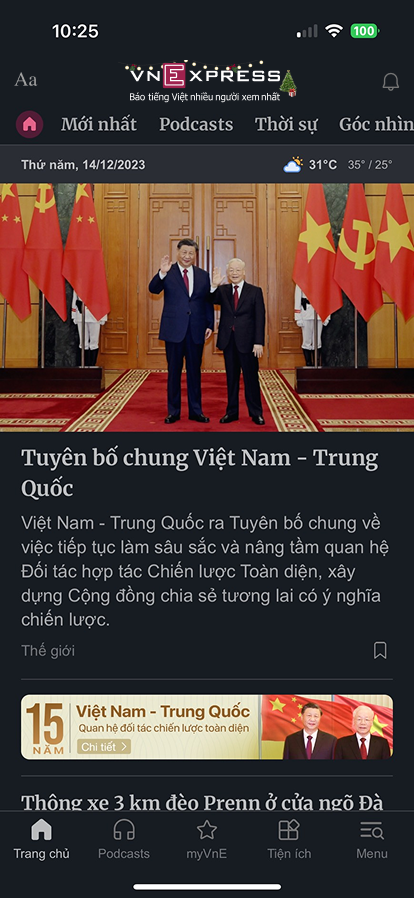 10:25
100
Aa
VNEXPRESS
Báo tiếng Việt nhiều người xem nhất
Mới nhất Podcasts Thời sự Góc nhìn
Thứ năm, 14/12/2023 31°C 35° / 25°
Tuyên bố chung Việt Nam - Trung
Quốc
Việt Nam - Trung Quốc ra Tuyên bố chung về
việc tiếp tục làm sâu sắc và nâng tầm quan hệ
Đối tác hợp tác Chiến lược Toàn diện, xây
dựng Cộng đồng chia sẻ tương lai có ý nghĩa
chiến lược.
Thế giới
15
NĂM
Việt Nam - Trung Quốc
Quan hệ đối tác chiến lược toàn diện
Chi tiết >
Thông xe 3 km đèo Prenn ở cửa ngõ Đà
Trang chủ Podcasts myVnE Tiện ích Menu